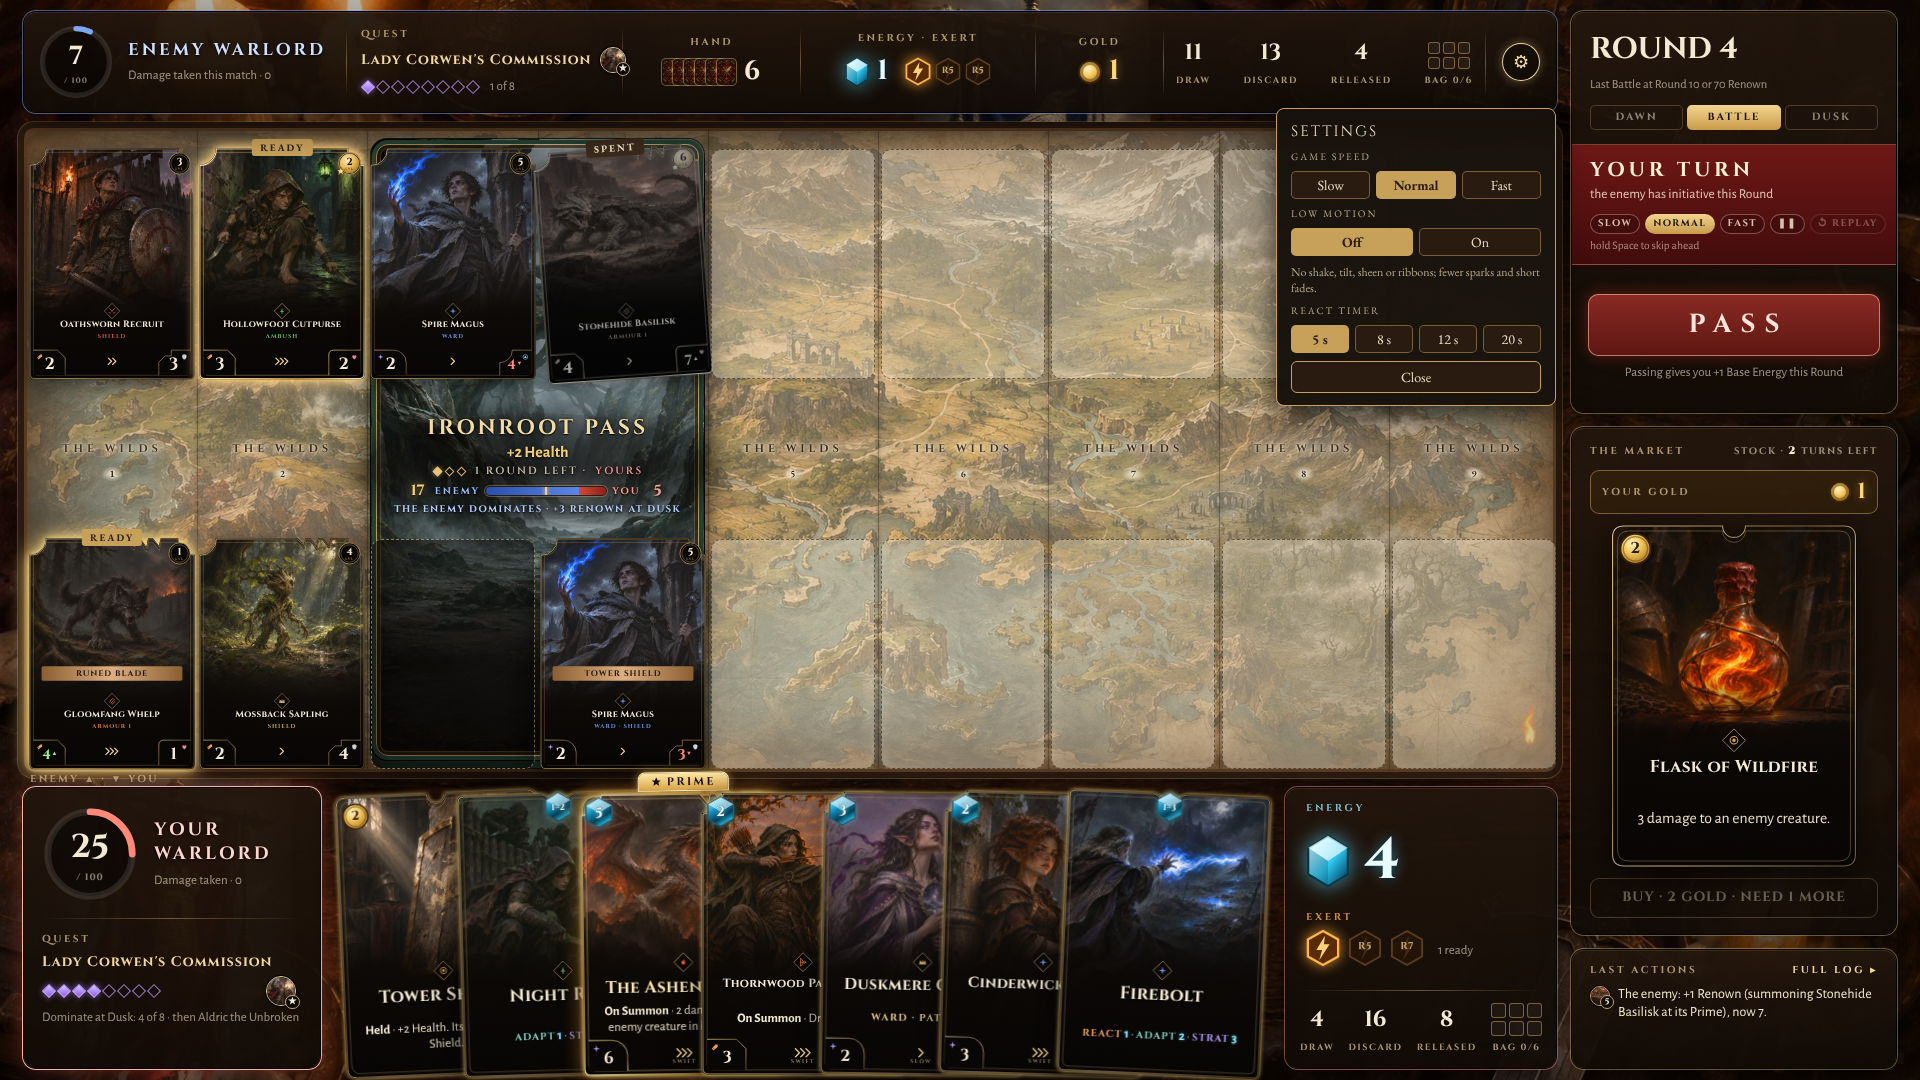 7
/ 100
ENEMY WARLORD
Damage taken this match · 0
QUEST
LADY CORWEN'S COMMISSION
1 of 8
HAND
6
ENERGY · EXERT
1
R5
R5
GOLD
1
11
DRAW
13
DISCARD
4
RELEASED
BAG 0/6
SETTINGS
GAME SPEED
Slow
Normal
Fast
LOW MOTION
Off
On
No shake, tilt, sheen or ribbons; fewer sparks and short
fades.
REACT TIMER
5 s
8 s
12 s
20 s
Close
ROUND 4
Last Battle at Round 10 or 70 Renown
DAWN
BATTLE
DUSK
YOUR TURN
the enemy has initiative this Round
SLOW
NORMAL
FAST
REPLAY
hold Space to skip ahead
PASS
Passing gives you +1 Base Energy this Round
3
OATHSWORN RECRUIT
SHIELD
2
3
READY
2
HOLLOWFOOT CUTPURSE
AMBUSH
3
2
5
SPIRE MAGUS
WARD
2
4
SPENT
6
STONEHIDE BASILISK
ARMOUR 1
4
7
THE WILDS
1
THE WILDS
2
IRONROOT PASS
+2 Health
1 ROUND LEFT · YOURS
17 ENEMY
YOU 5
THE ENEMY DOMINATES · +3 RENOWN AT DUSK
THE WILDS
5
THE WILDS
6
THE WILDS
7
THE WILDS
8
THE WILDS
9
READY
1
RUNED BLADE
GLOOMFANG WHELP
ARMOUR 1
4
1
4
MOSSBACK SAPLING
SHIELD
2
4
5
TOWER SHIELD
SPIRE MAGUS
WARD · SHIELD
2
3
ENEMY ▲ · ▼ YOU
★ PRIME
25
/ 100
YOUR
WARLORD
Damage taken · 0
QUEST
LADY CORWEN'S COMMISSION
Dominate at Dusk: 4 of 8 · then Aldric the Unbroken
2
TOWER
Held · +2 Health. Its
Shield.
1-2
NIGHT
ADAPT 1 ·
5
THE ASHEN
On Summon · 2
enemy creature in
6
SWIFT
2
THORNWOOD
On Summon ·
3
SWIFT
3
DUSKMERE
WARD ·
2
SLOW
2
3
SWIFT
1-3
FIREBOLT
REACT 1 · ADAPT 2 · STRAT 3
ENERGY
4
EXERT
R5
R7
1 ready
4
DRAW
16
DISCARD
8
RELEASED
BAG 0/6
THE MARKET
STOCK · 2 TURNS LEFT
YOUR GOLD
1
2
FLASK OF WILDFIRE
3 damage to an enemy creature.
BUY · 2 GOLD · NEED 1 MORE
LAST ACTIONS
FULL LOG ▸
5
The enemy: +1 Renown (summoning Stonehide
Basilisk at its Prime), now 7.